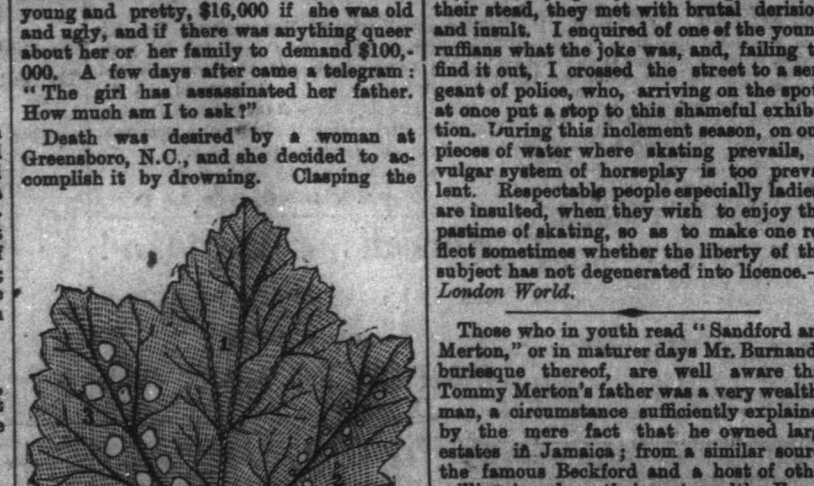 young and pretty, $16,000 if she was old
and ugly, and if there was anything queer
about her or her family to demand $100,-
000. A few days after came a telegram:
"The girl has assassinated her father.
How much am I to ask?"
Death was desired by a woman at
Greensboro, N.C., and she decided to ac-
complish it by drowning. Clasping the
1
3
2
their stead, they met with brutal derisio
and insult. I enquired of one of the youn
ruffians what the joke was, and, failing t
find it out, I crossed the street to a ser
geant of police, who, arriving on the spot
at once put a stop to this shameful exhib
tion. During this inclement season, on ou
pieces of water where skating prevails,
vulgar system of horseplay is too prev
lent. Respectable people especially ladies
are insulted, when they wish to enjoy th
pastime of skating, so as to make one re
flect sometimes whether the liberty of th
subject has not degenerated into licence.—
London World.
Those who in youth read "Sandford an
Merton," or in maturer days Mr. Burnand
burlesque thereof, are well aware tha
Tommy Merton's father was a very wealth
man, a circumstance sufficiently explaine
by the mere fact that he owned larg
estates in Jamaica; from a similar sour
the famous Beckford and a host of oth